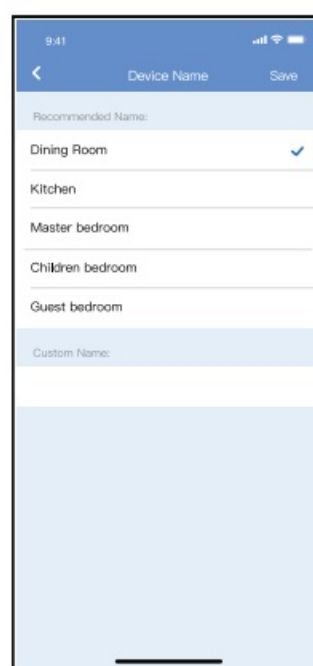 9:41
Device Name
Save
Recommended Name:
Dining Room
Kitchen
Master bedroom
Children bedroom
Guest bedroom
Custom Name: